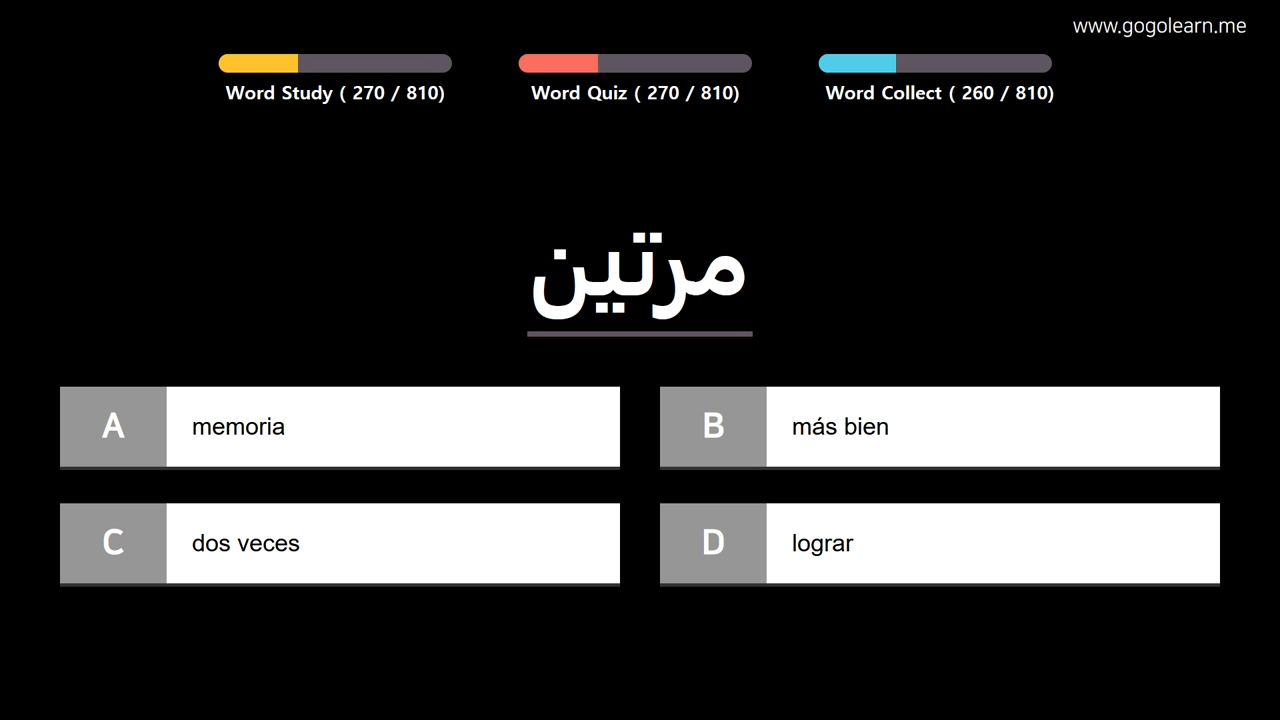 www.gogolearn.me
Word Study ( 270 / 810)
Word Quiz ( 270 / 810)
Word Collect ( 260 / 810)
مرتين
A memoria
B más bien
C dos veces
D lograr